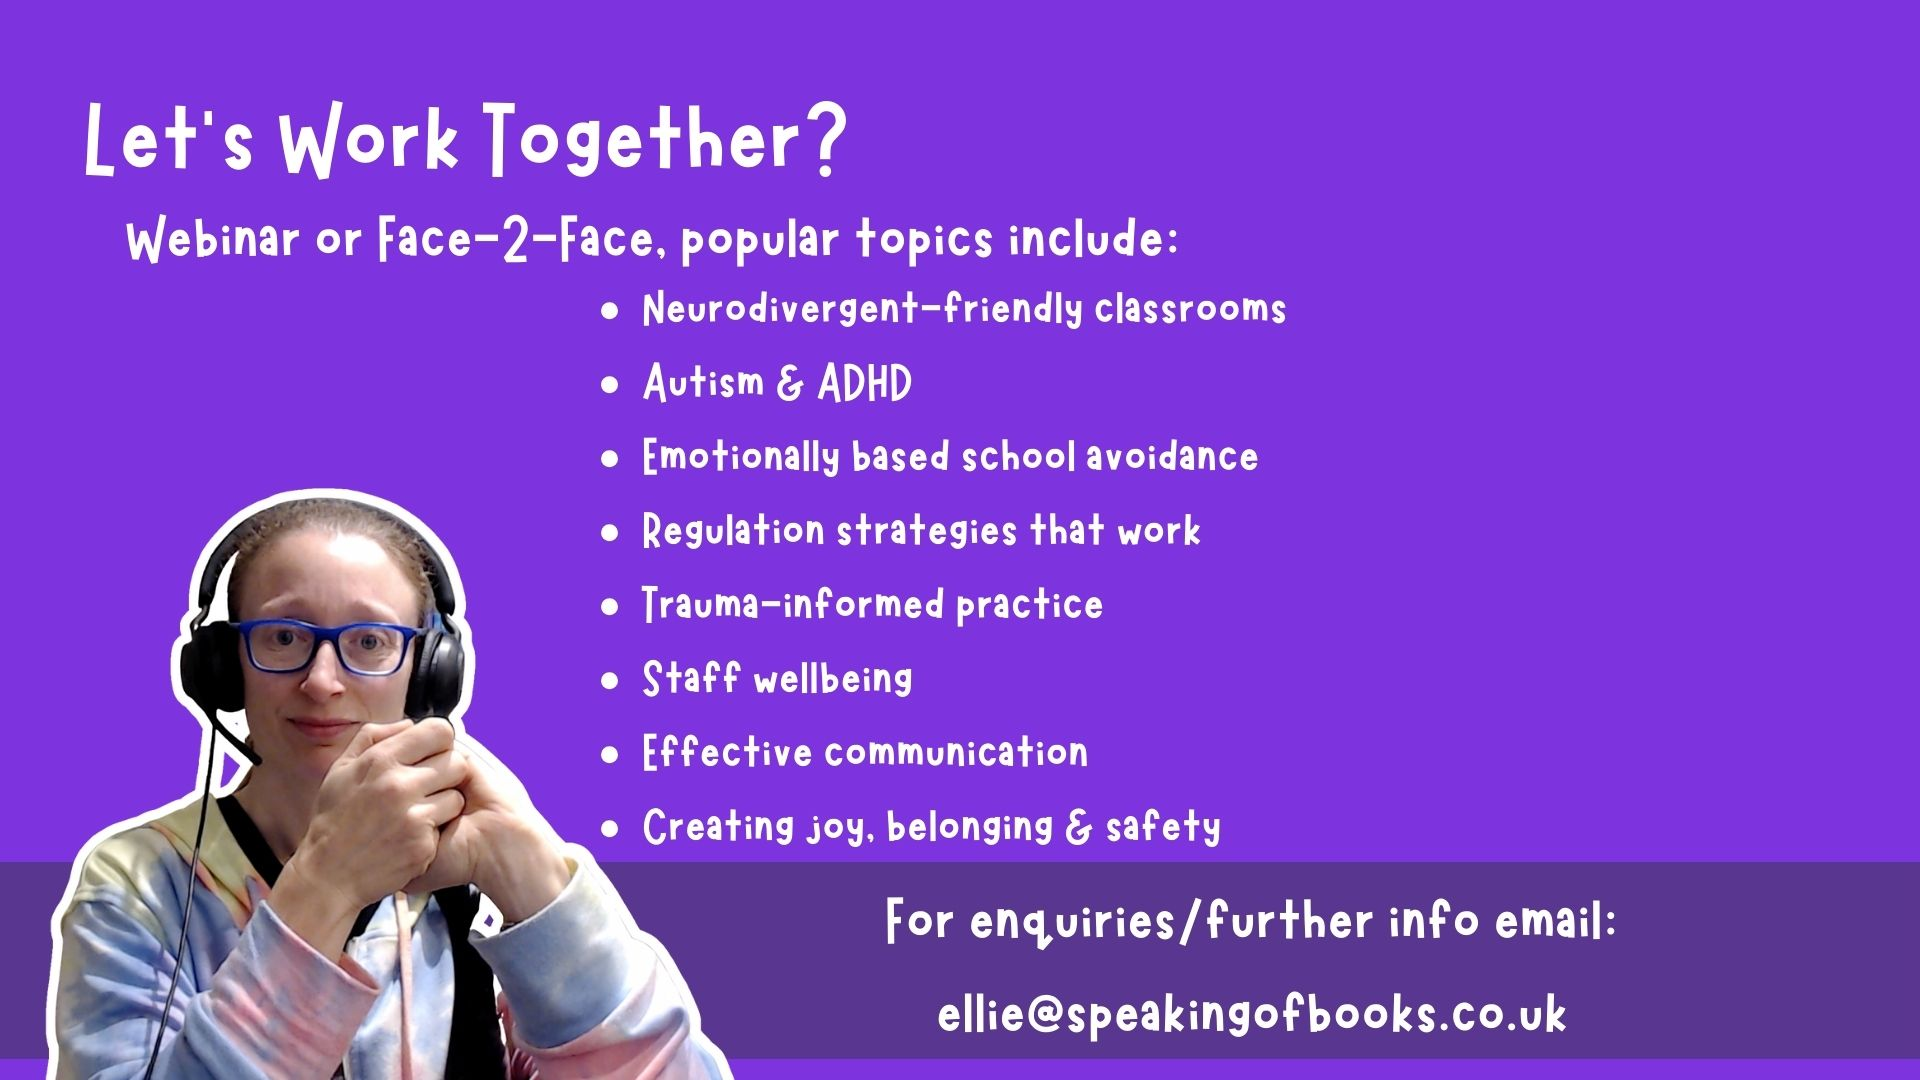 Let's Work Together?
Webinar or Face-2-Face, popular topics include:
• Neurodivergent-friendly classrooms
• Autism & ADHD
• Emotionally based school avoidance
• Regulation strategies that work
• Trauma-informed practice
• Staff wellbeing
• Effective communication
• Creating joy, belonging & safety
For enquiries/further info email:
ellie@speakingofbooks.co.uk